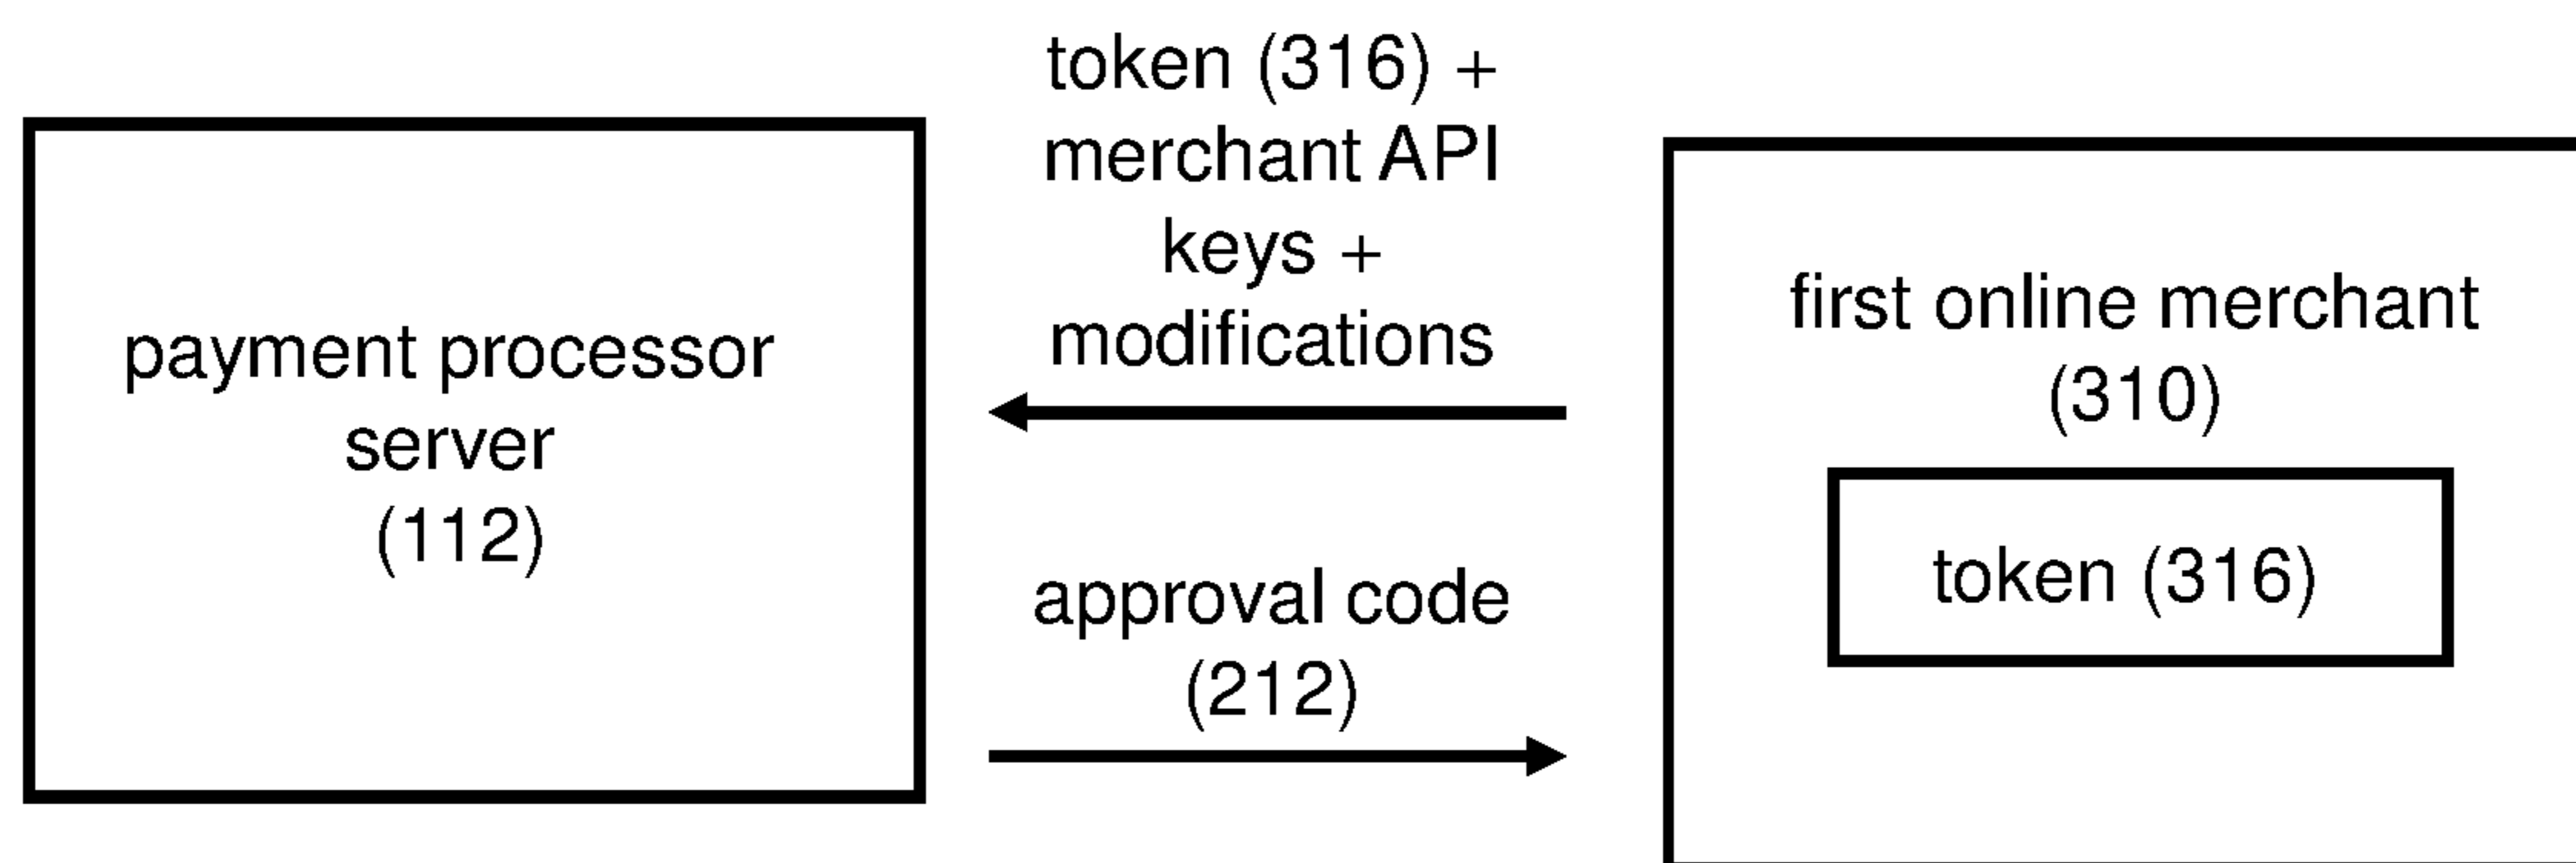 payment processor
server
(112)
token (316) +
merchant API
keys +
modifications
approval code
(212)
first online merchant
(310)
token (316)